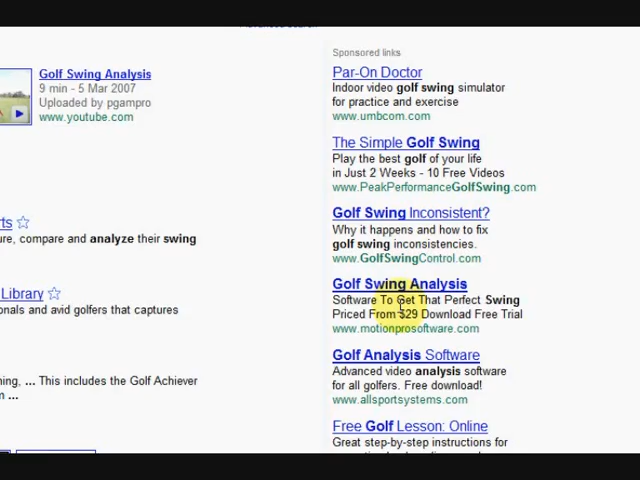 Golf Swing Analysis
9 min - 5 Mar 2007
Uploaded by pgampro
www.youtube.com
rts
ure, compare and analyze their swing
Library
onals and avid golfers that captures
ning, ... This includes the Golf Achiever
m ...
Sponsored links
Par-On Doctor
Indoor video golf swing simulator
for practice and exercise
www.umbcom.com
The Simple Golf Swing
Play the best golf of your life
in Just 2 Weeks - 10 Free Videos
www.PeakPerformanceGolfSwing.com
Golf Swing Inconsistent?
Why it happens and how to fix
golf swing inconsistencies.
www.GolfSwingControl.com
Golf Swing Analysis
Software To Get That Perfect Swing
Priced From $29 Download Free Trial
www.motionprosoftware.com
Golf Analysis Software
Advanced video analysis software
for all golfers. Free download!
www.allsportsystems.com
Free Golf Lesson: Online
Great step-by-step instructions for